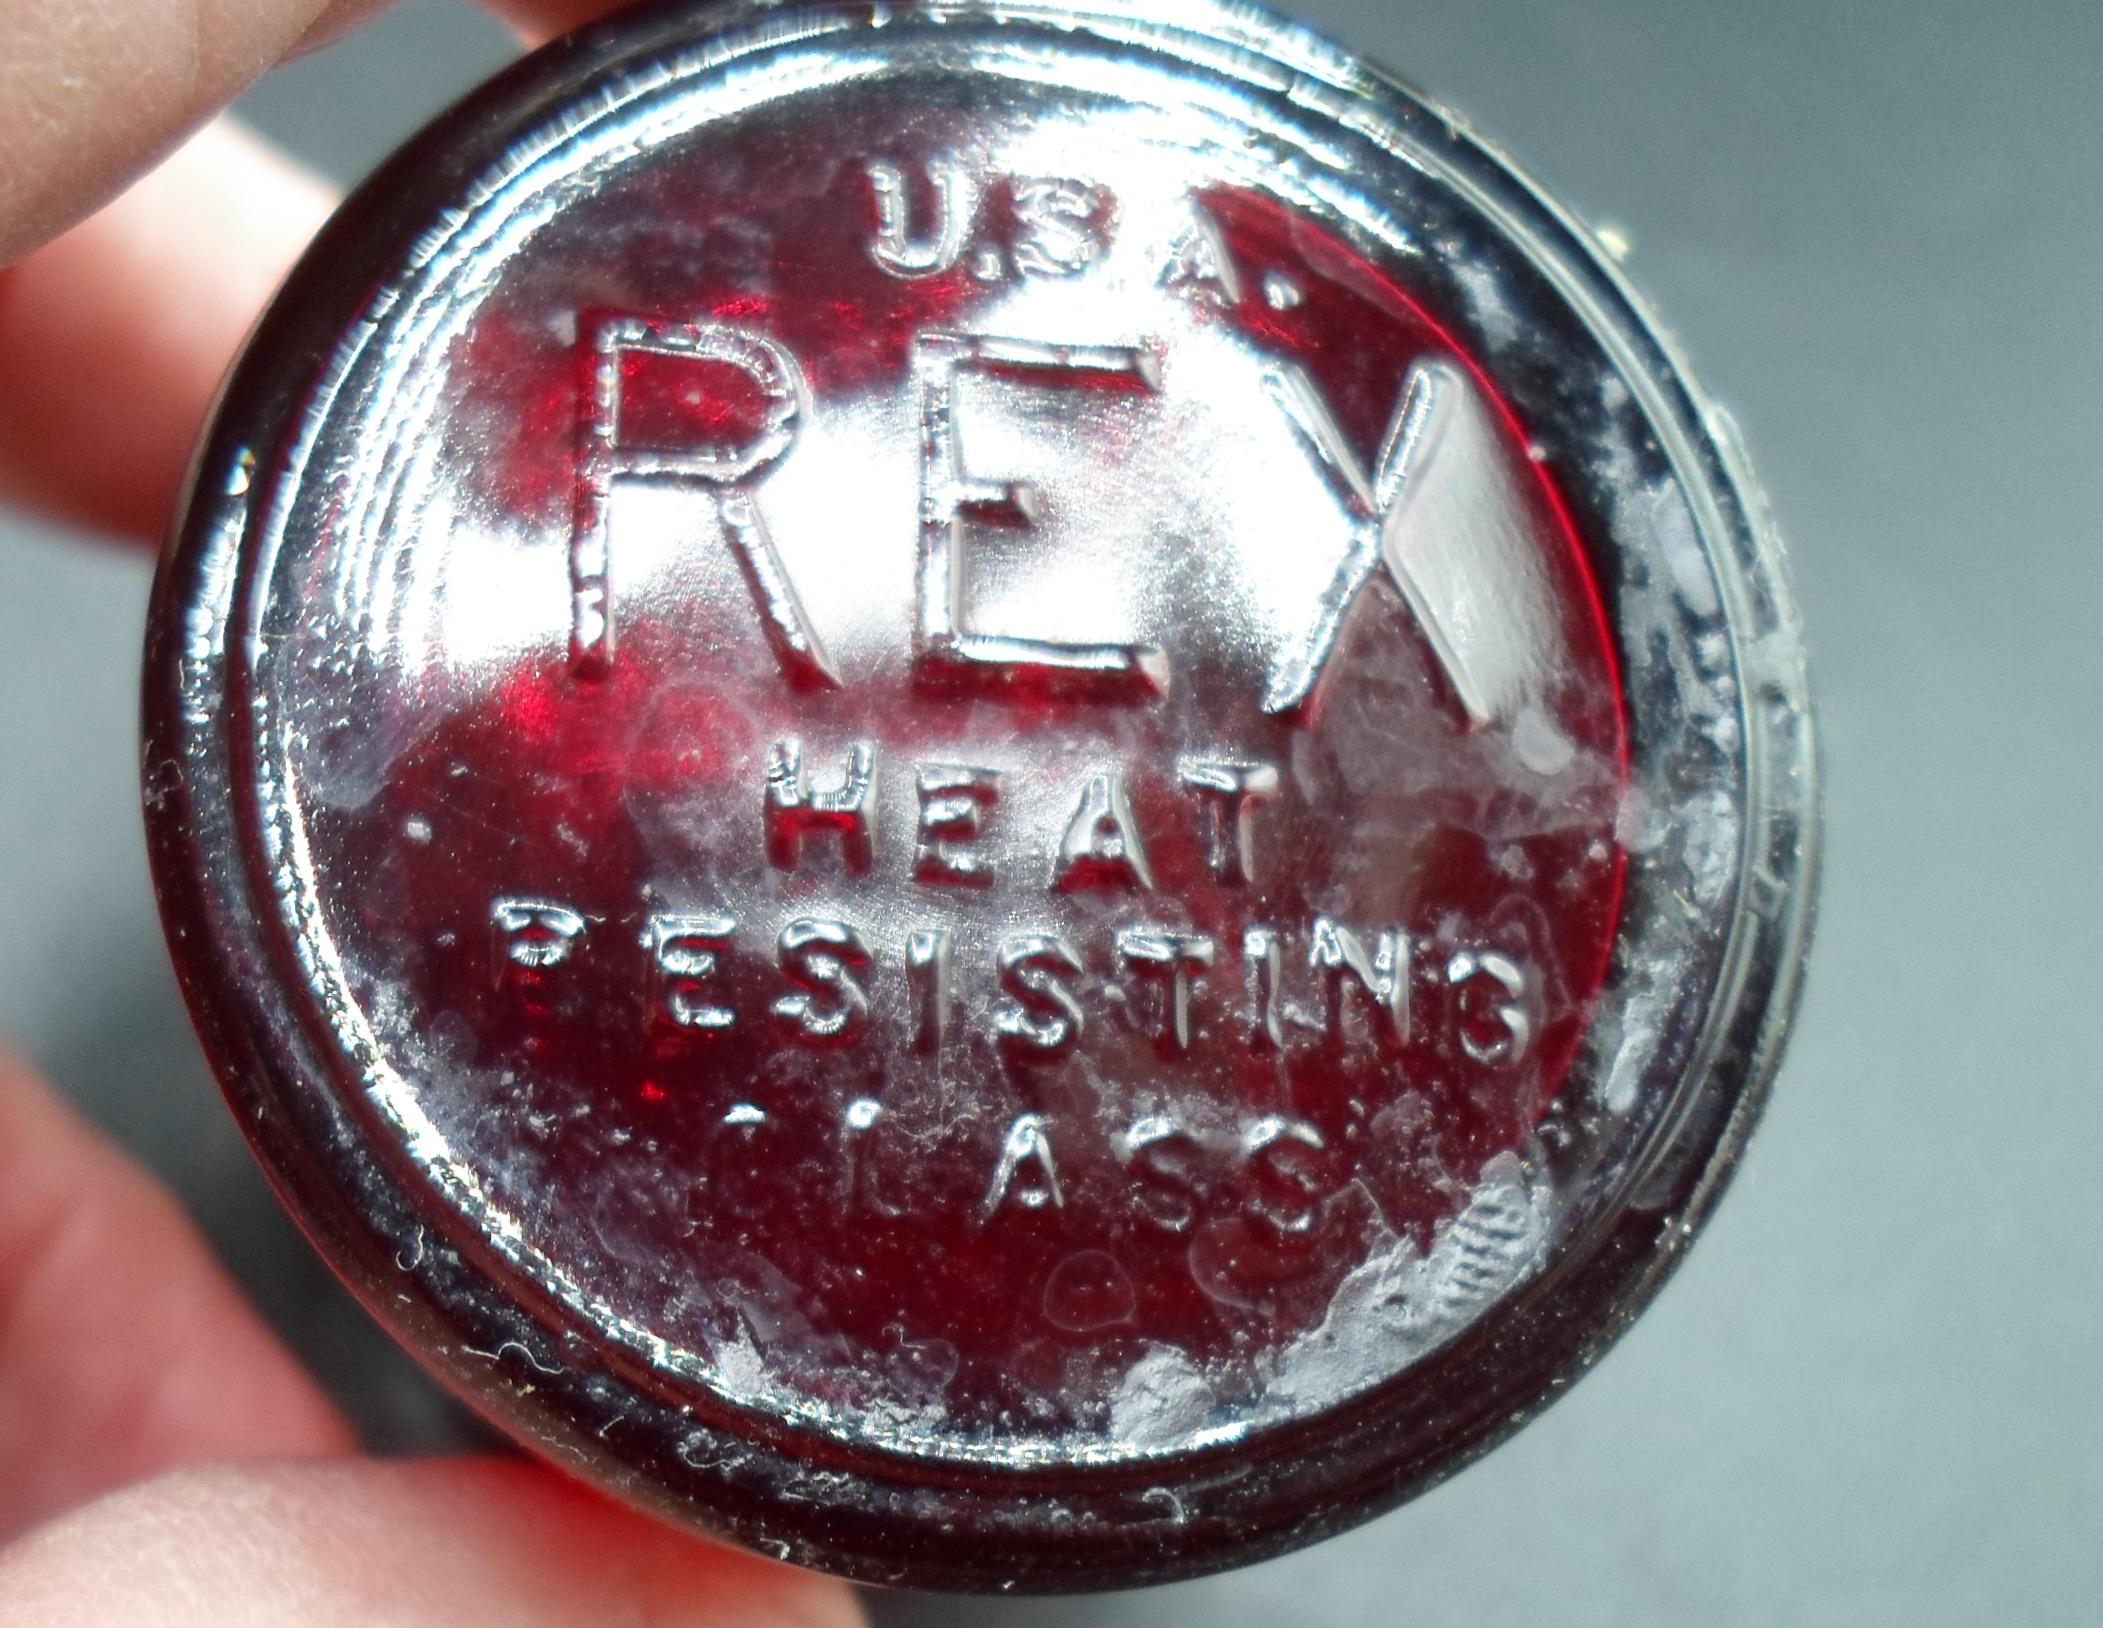 U.S.A.
REX
HEAT
RESISTING
GLASS